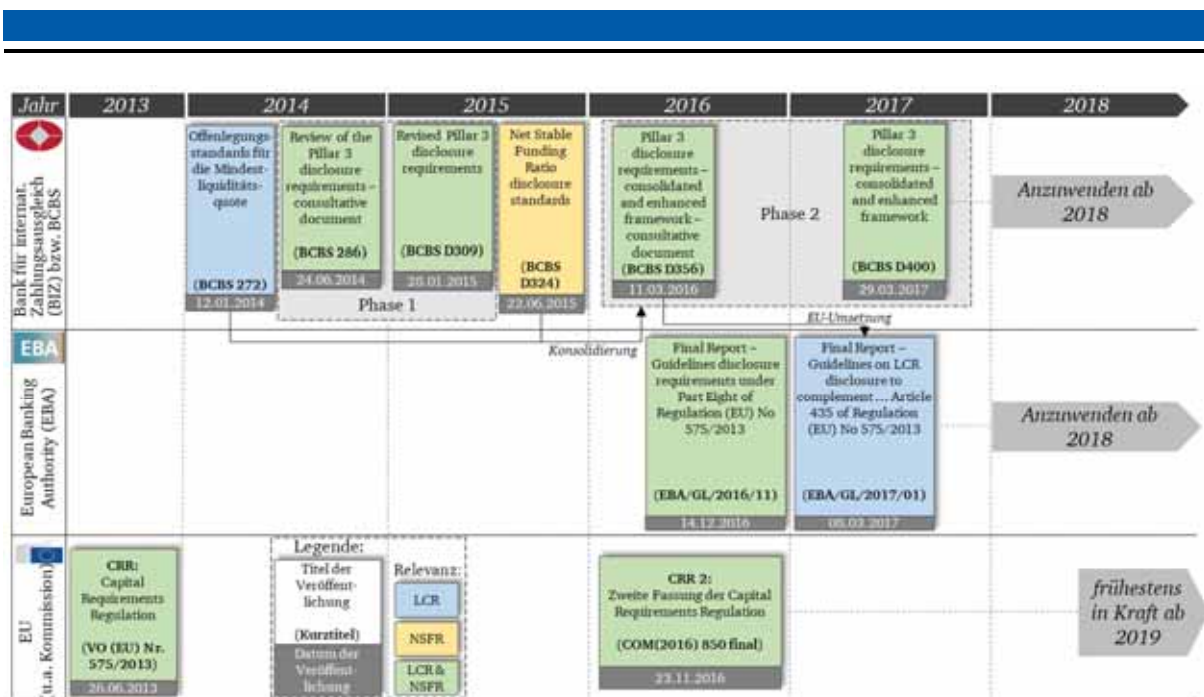 Jahr 2013 2014 2015 2016 2017 2018
Bank für internat.
Zahlungsausgleich
(BIZ) bzw. BCBS
Offenlegungs
standards für
die Mindest-
liquiditäts-
quote
(BCBS 272)
12.01.2014
Review of the
Pillar 3
disclosure
requirements –
consultative
document
(BCBS 286)
24.06.2014
Revised Pillar 3
disclosure
requirements
(BCBS D309)
28.01.2015
Phase 1
Net Stable
Funding
Ratio
disclosure
standards
(BCBS
D324)
22.06.2015
Pillar 3
disclosure
requirements –
consolidated
and enhanced
framework –
consultative
document
(BCBS D356)
11.03.2016
Phase 2
Pillar 3
disclosure
requirements
– consolidated
and enhanced
framework
(BCBS D400)
29.03.2017
Anzuwenden ab
2018
Konsolidierung
EU-Umsetzung
EBA
European Banking
Authority (EBA)
Final Report –
Guidelines disclosure
requirements under
Part Eight of
Regulation (EU) No
575/2013
(EBA/GL/2016/11)
14.12.2016
Final Report –
Guidelines on LCR
disclosure to
complement ... Article
435 of Regulation
(EU) No 575/2013
(EBA/GL/2017/01)
08.03.2017
Anzuwenden ab
2018
EU
(u.a. Kommission)
CRR:
Capital
Requirements
Regulation
(VO (EU) Nr.
575/2013)
26.06.2013
Legende:
Titel der
Veröffent-
lichung
(Kurztitel)
Datum der
Veröffent-
lichung
Relevanz:
LCR
NSFR
LCR &
NSFR
CRR 2:
Zweite Fassung der Capital
Requirements Regulation
(COM(2016) 850 final)
23.11.2016
frühestens
in Kraft ab
2019